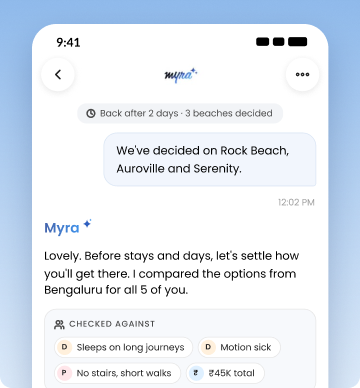 9:41
myra
Back after 2 days · 3 beaches decided
We've decided on Rock Beach,
Auroville and Serenity.
12:02 PM
Myra
Lovely. Before stays and days, let's settle how
you'll get there. I compared the options from
Bengaluru for all 5 of you.
CHECKED AGAINST
D Sleeps on long journeys D Motion sick
P No stairs, short walks ₹ ₹45K total